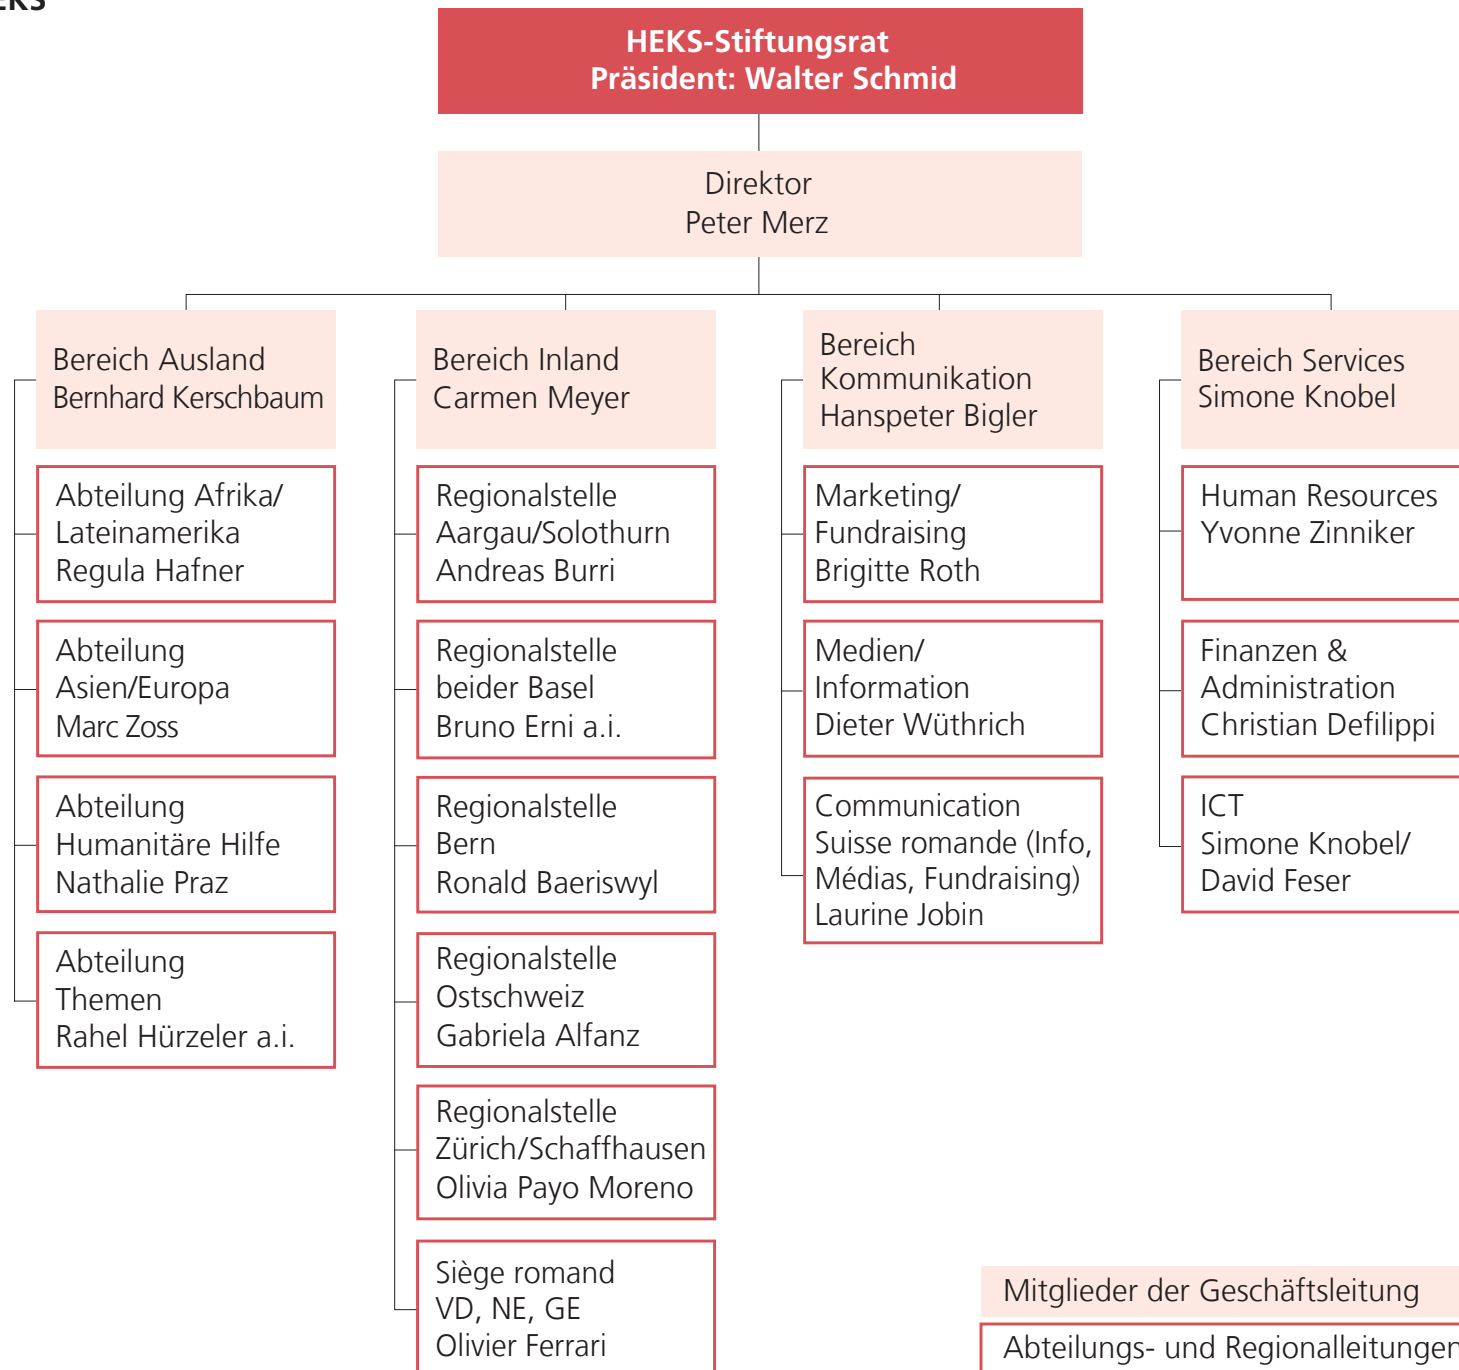 EKS
HEKS-Stiftungsrat
Präsident: Walter Schmid
Direktor
Peter Merz
Bereich Ausland
Bernhard Kerschbaum
Abteilung Afrika/
Lateinamerika
Regula Hafner
Abteilung
Asien/Europa
Marc Zoss
Abteilung
Humanitäre Hilfe
Nathalie Praz
Abteilung
Themen
Rahel Hürzeler a.i.
Bereich Inland
Carmen Meyer
Regionalstelle
Aargau/Solothurn
Andreas Burri
Regionalstelle
beider Basel
Bruno Erni a.i.
Regionalstelle
Bern
Ronald Baeriswyl
Regionalstelle
Ostschweiz
Gabriela Alfanz
Regionalstelle
Zürich/Schaffhausen
Olivia Payo Moreno
Siège romand
VD, NE, GE
Olivier Ferrari
Bereich
Kommunikation
Hanspeter Bigler
Marketing/
Fundraising
Brigitte Roth
Medien/
Information
Dieter Wüthrich
Communication
Suisse romande (Info,
Médias, Fundraising)
Laurine Jobin
Bereich Services
Simone Knobel
Human Resources
Yvonne Zinniker
Finanzen &
Administration
Christian Defilippi
ICT
Simone Knobel/
David Feser
Mitglieder der Geschäftsleitung
Abteilungs- und Regionalleitungen